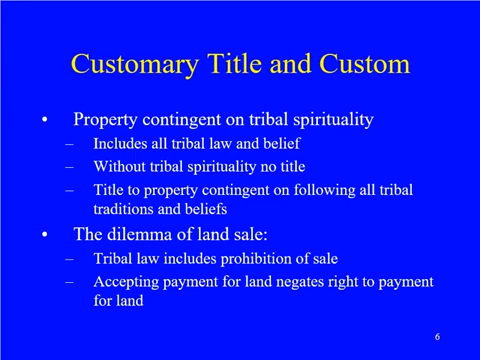 Customary Title and Custom
• Property contingent on tribal spirituality
– Includes all tribal law and belief
– Without tribal spirituality no title
– Title to property contingent on following all tribal
traditions and beliefs
• The dilemma of land sale:
– Tribal law includes prohibition of sale
– Accepting payment for land negates right to payment
for land
6